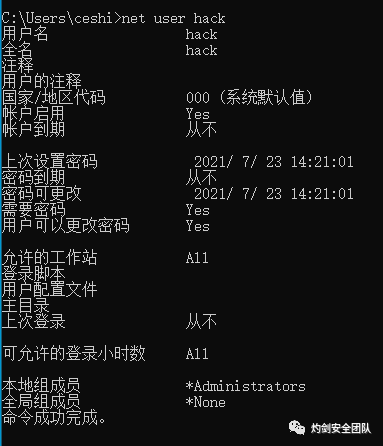 C:\Users\ceshi>net user hack
用户名 hack
全名 hack
注释
用户的注释
国家/地区代码 000 (系统默认值)
帐户启用 Yes
帐户到期 从不
上次设置密码 2021/ 7/ 23 14:21:01
密码到期 从不
密码可更改 2021/ 7/ 23 14:21:01
需要密码 Yes
用户可以更改密码 Yes
允许的工作站 All
登录脚本
用户配置文件
主目录
上次登录 从不
可允许的登录小时数 All
本地组成员 *Administrators
全局组成员 *None
命令成功完成。
灼剑安全团队